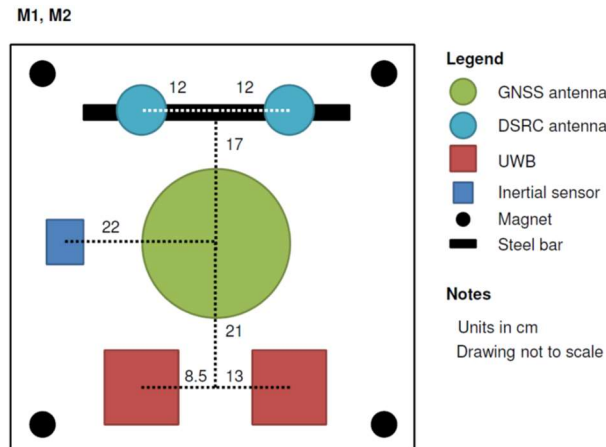 M1, M2
12
12
17
22
21
8.5
13
Legend
GNSS antenna
DSRC antenna
UWB
Inertial sensor
Magnet
Steel bar
Notes
Units in cm
Drawing not to scale